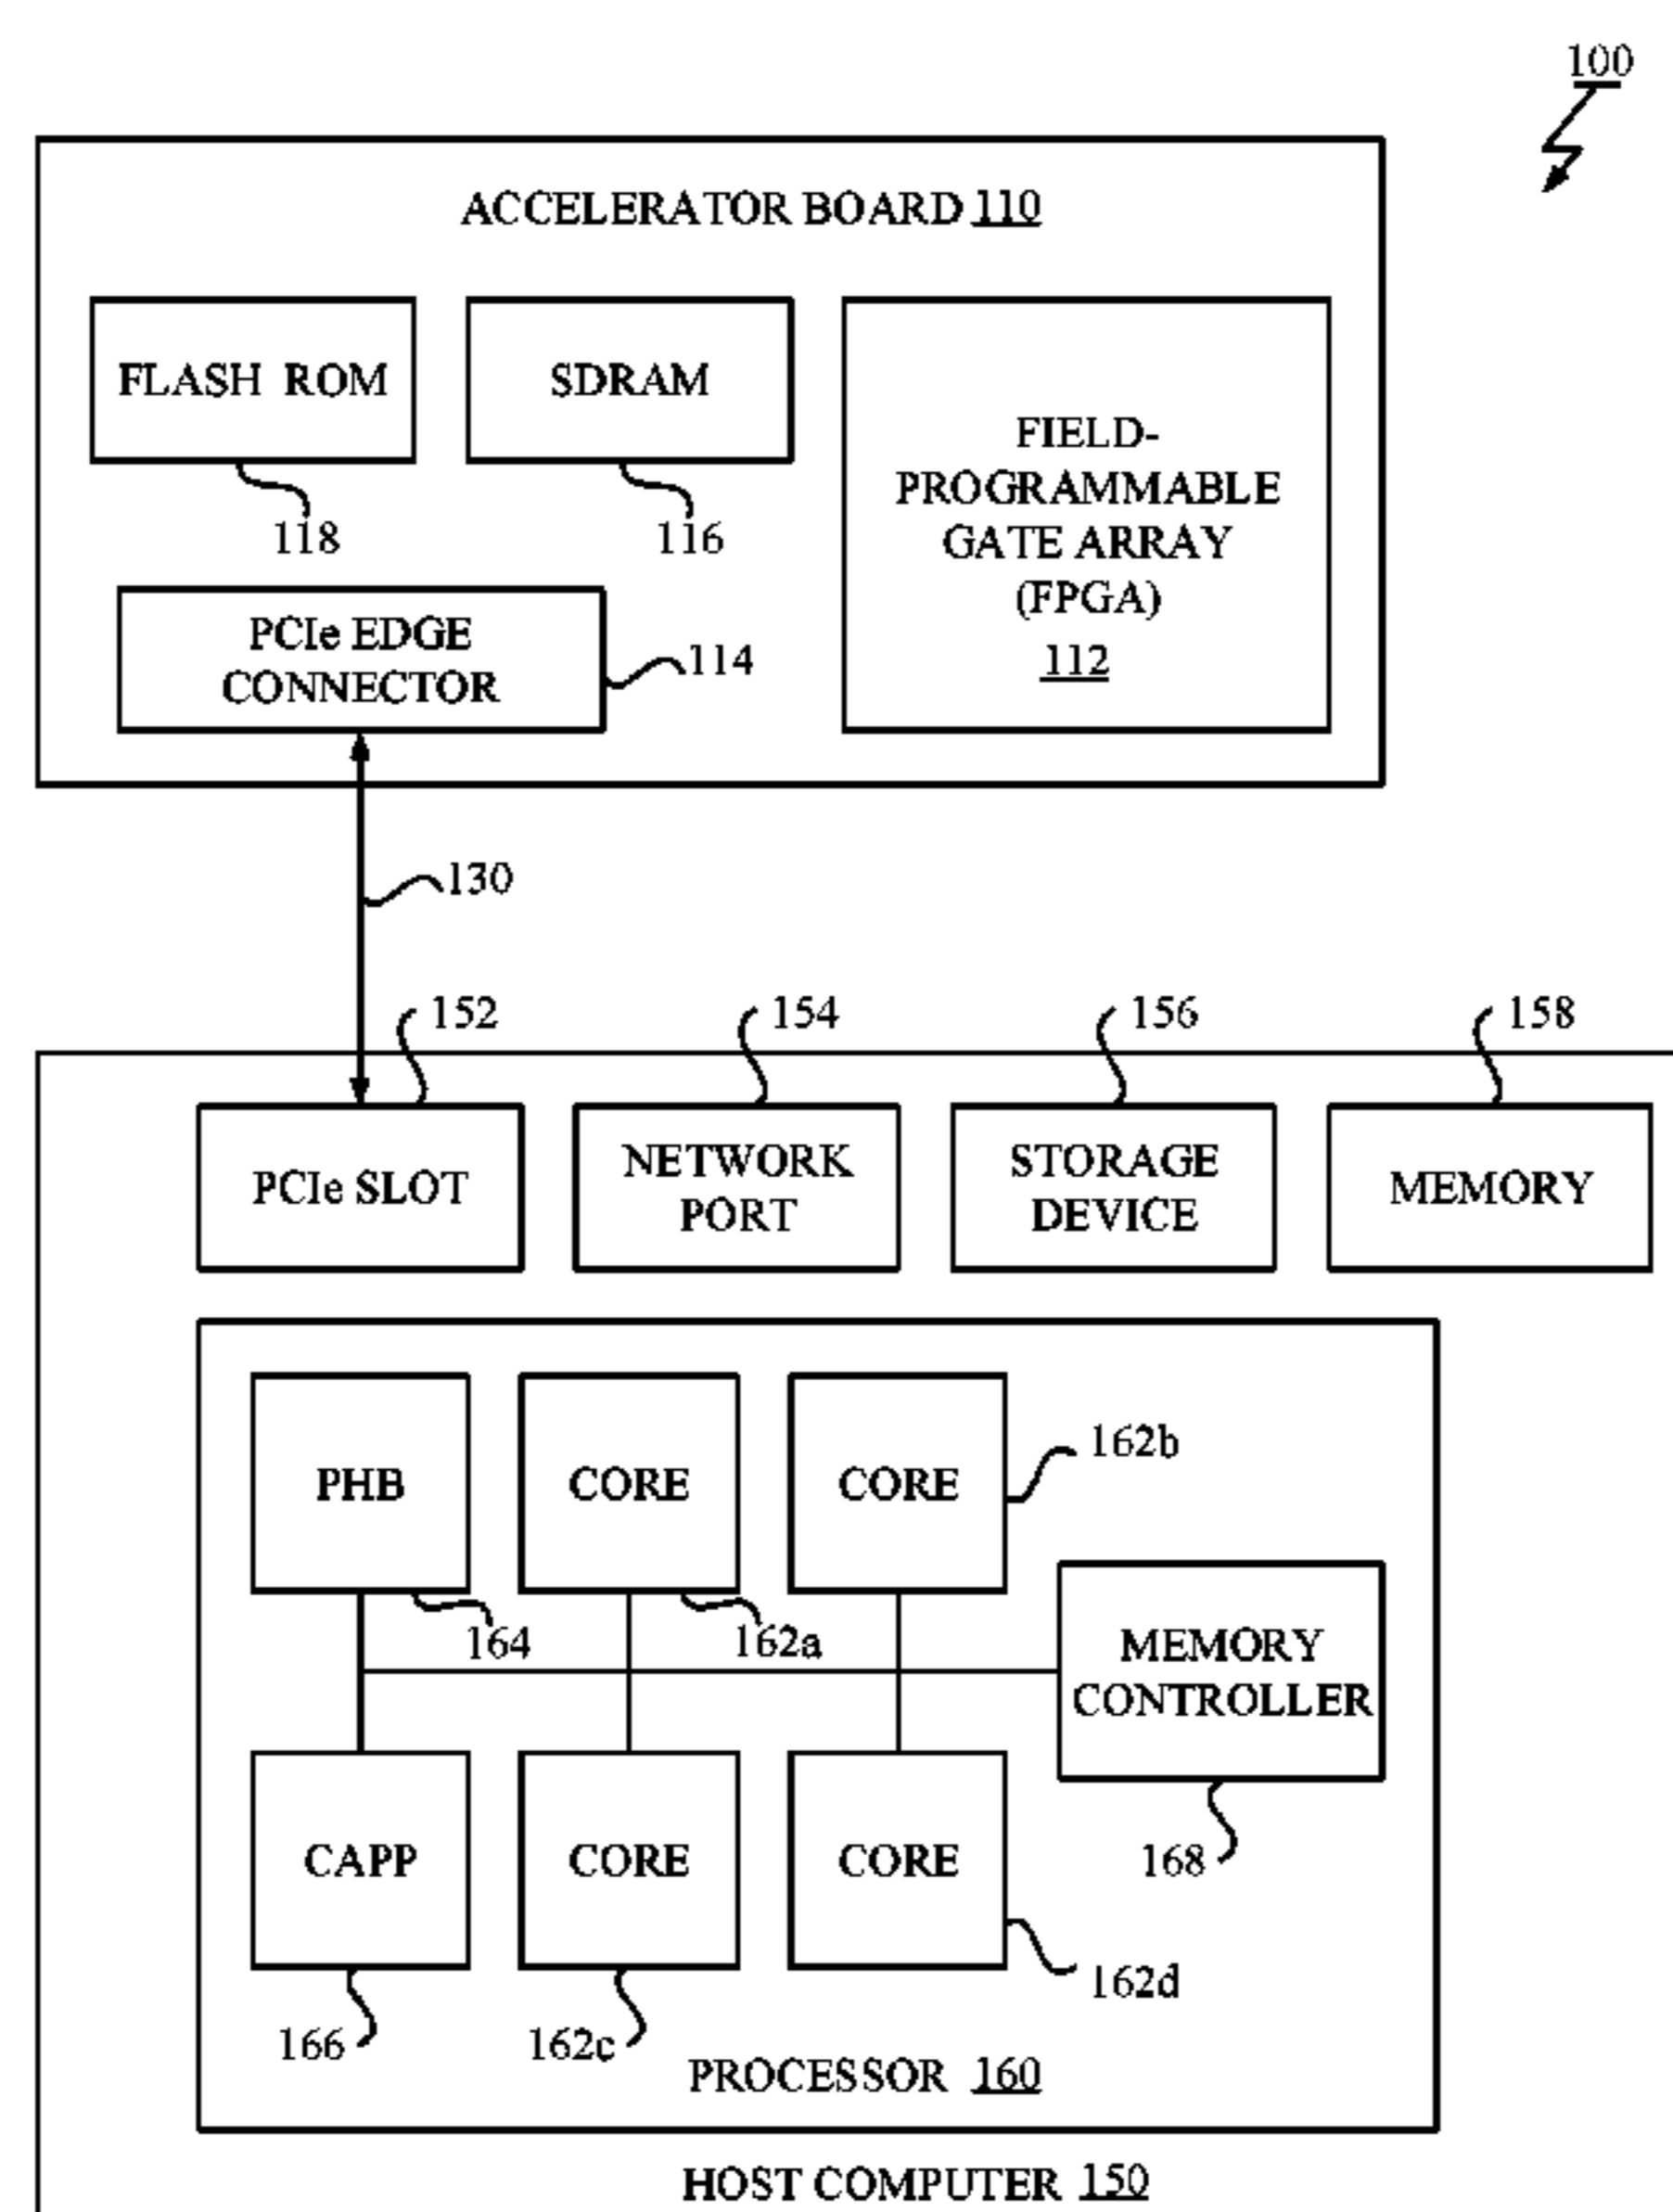 100
ACCELERATOR BOARD 110
FLASH ROM
SDRAM
FIELD-
PROGRAMMABLE
GATE ARRAY
(FPGA)
112
118
116
PCIe EDGE
CONNECTOR
114
130
152
154
156
158
PCIe SLOT
NETWORK
PORT
STORAGE
DEVICE
MEMORY
PHB
CORE
CORE
162b
164
162a
MEMORY
CONTROLLER
CAPP
CORE
CORE
168
162d
166
162c
PROCESSOR 160
HOST COMPUTER 150